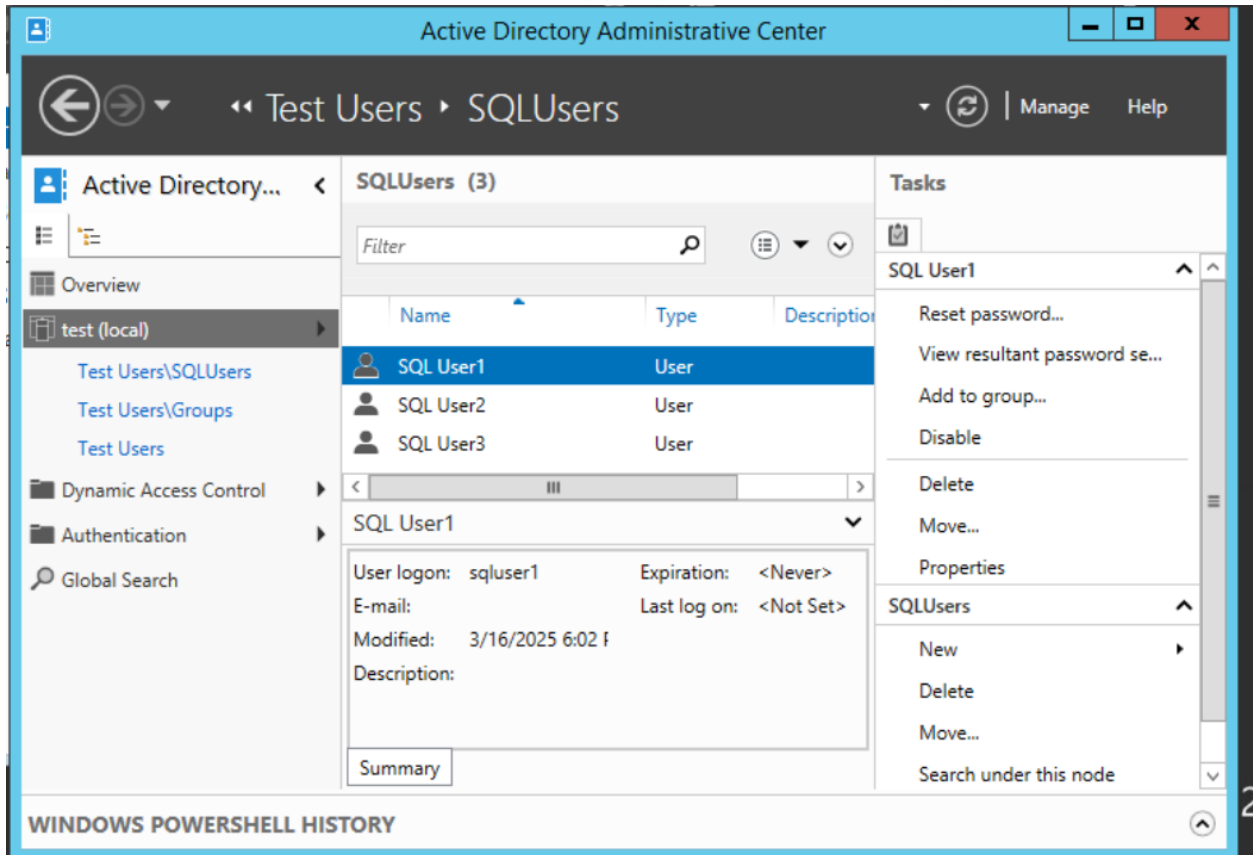 Active Directory Administrative Center
Test Users SQLUsers
Manage Help
Active Directory...
Overview
test (local)
Test Users\SQLUsers
Test Users\Groups
Test Users
Dynamic Access Control
Authentication
Global Search
SQLUsers (3)
Filter
Name Type Description
SQL User1 User
SQL User2 User
SQL User3 User
SQL User1
User logon: sqluser1 Expiration: <Never>
E-mail: Last log on: <Not Set>
Modified: 3/16/2025 6:02
Description:
Summary
Tasks
SQL User1
Reset password...
View resultant password se...
Add to group...
Disable
Delete
Move...
Properties
SQLUsers
New
Delete
Move...
Search under this node
WINDOWS POWERSHELL HISTORY
2